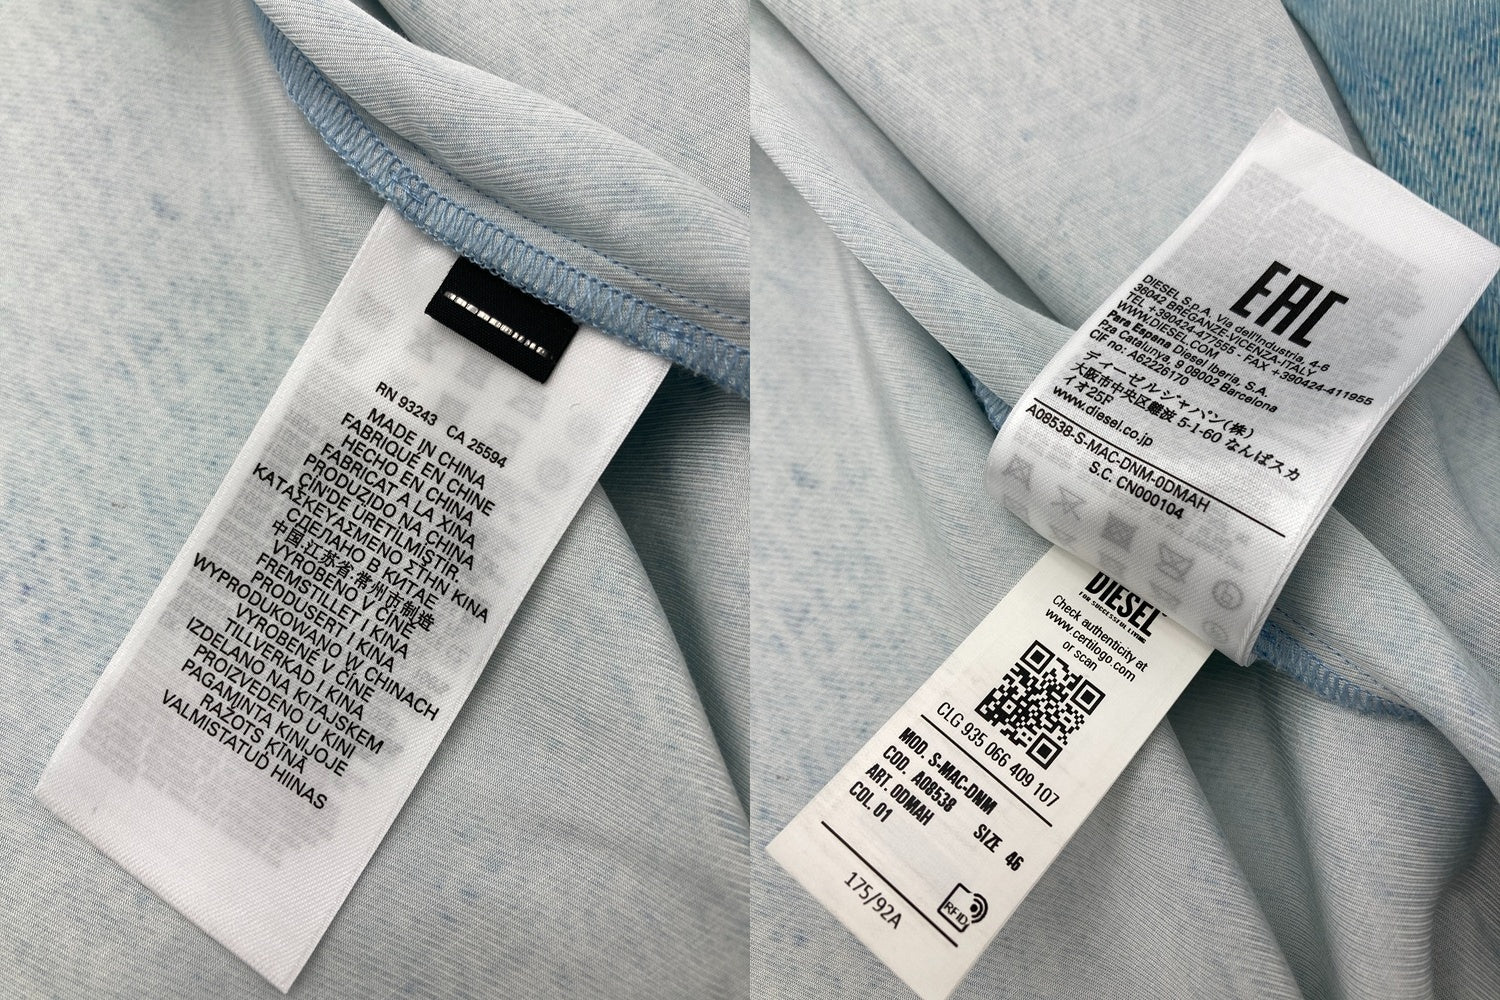 RN 93243 CA 25594
MADE IN CHINA
FABRIQUÉ EN CHINE
HECHO EN CHINA
FABRICAT A LA XINA
PRODUZIDO NA CHINA
ÇİN'DE ÜRETİLMİŞTİR.
ΚΑΤΑΣΚΕΥΑΣΜΕΝΟ ΣΤΗΝ ΚΙΝΑ
СДЕЛАНО В КИТАЕ
中国.江苏省.常州市制造
VYROBENO V ČÍNĚ
FREMSTILLET I KINA
PRODUSERT I KINA
WYPRODUKOWANO W CHINACH
VYROBENÉ V ČÍNE
TILLVERKAD I KINA
IZDELANO NA KITAJSKEM
PROIZVEDENO U KINI
PAGAMINTA KINIJOJE
RAŽOTS ĶĪNĀ
VALMISTATUD HIINAS
EAC
DIESEL S.p.A. Via dell'Industria, 4-6
36042 BREGANZE-VICENZA-ITALY
TEL +390424-477555 - FAX +390424-411955
WWW.DIESEL.COM
Para Espana Diesel Iberia, S.A.
Pza Catalunya, 9 08002 Barcelona
CIF no: A62226170
ディーゼルジャパン(株)
大阪市中央区難波 5-1-60 なんばスカ
イオ25F
www.diesel.co.jp
A08538-S-MAC-DNM-0DMAH
S.C. CN000104
DIESEL
FOR SUCCESSFUL LIVING
Check authenticity at
www.certilogo.com
or scan
CLG 935 066 409 107
MOD. S-MAC-DNM
COD. A08538 SIZE 46
ART. 0DMAH
COL. 01
175/92A
RFID